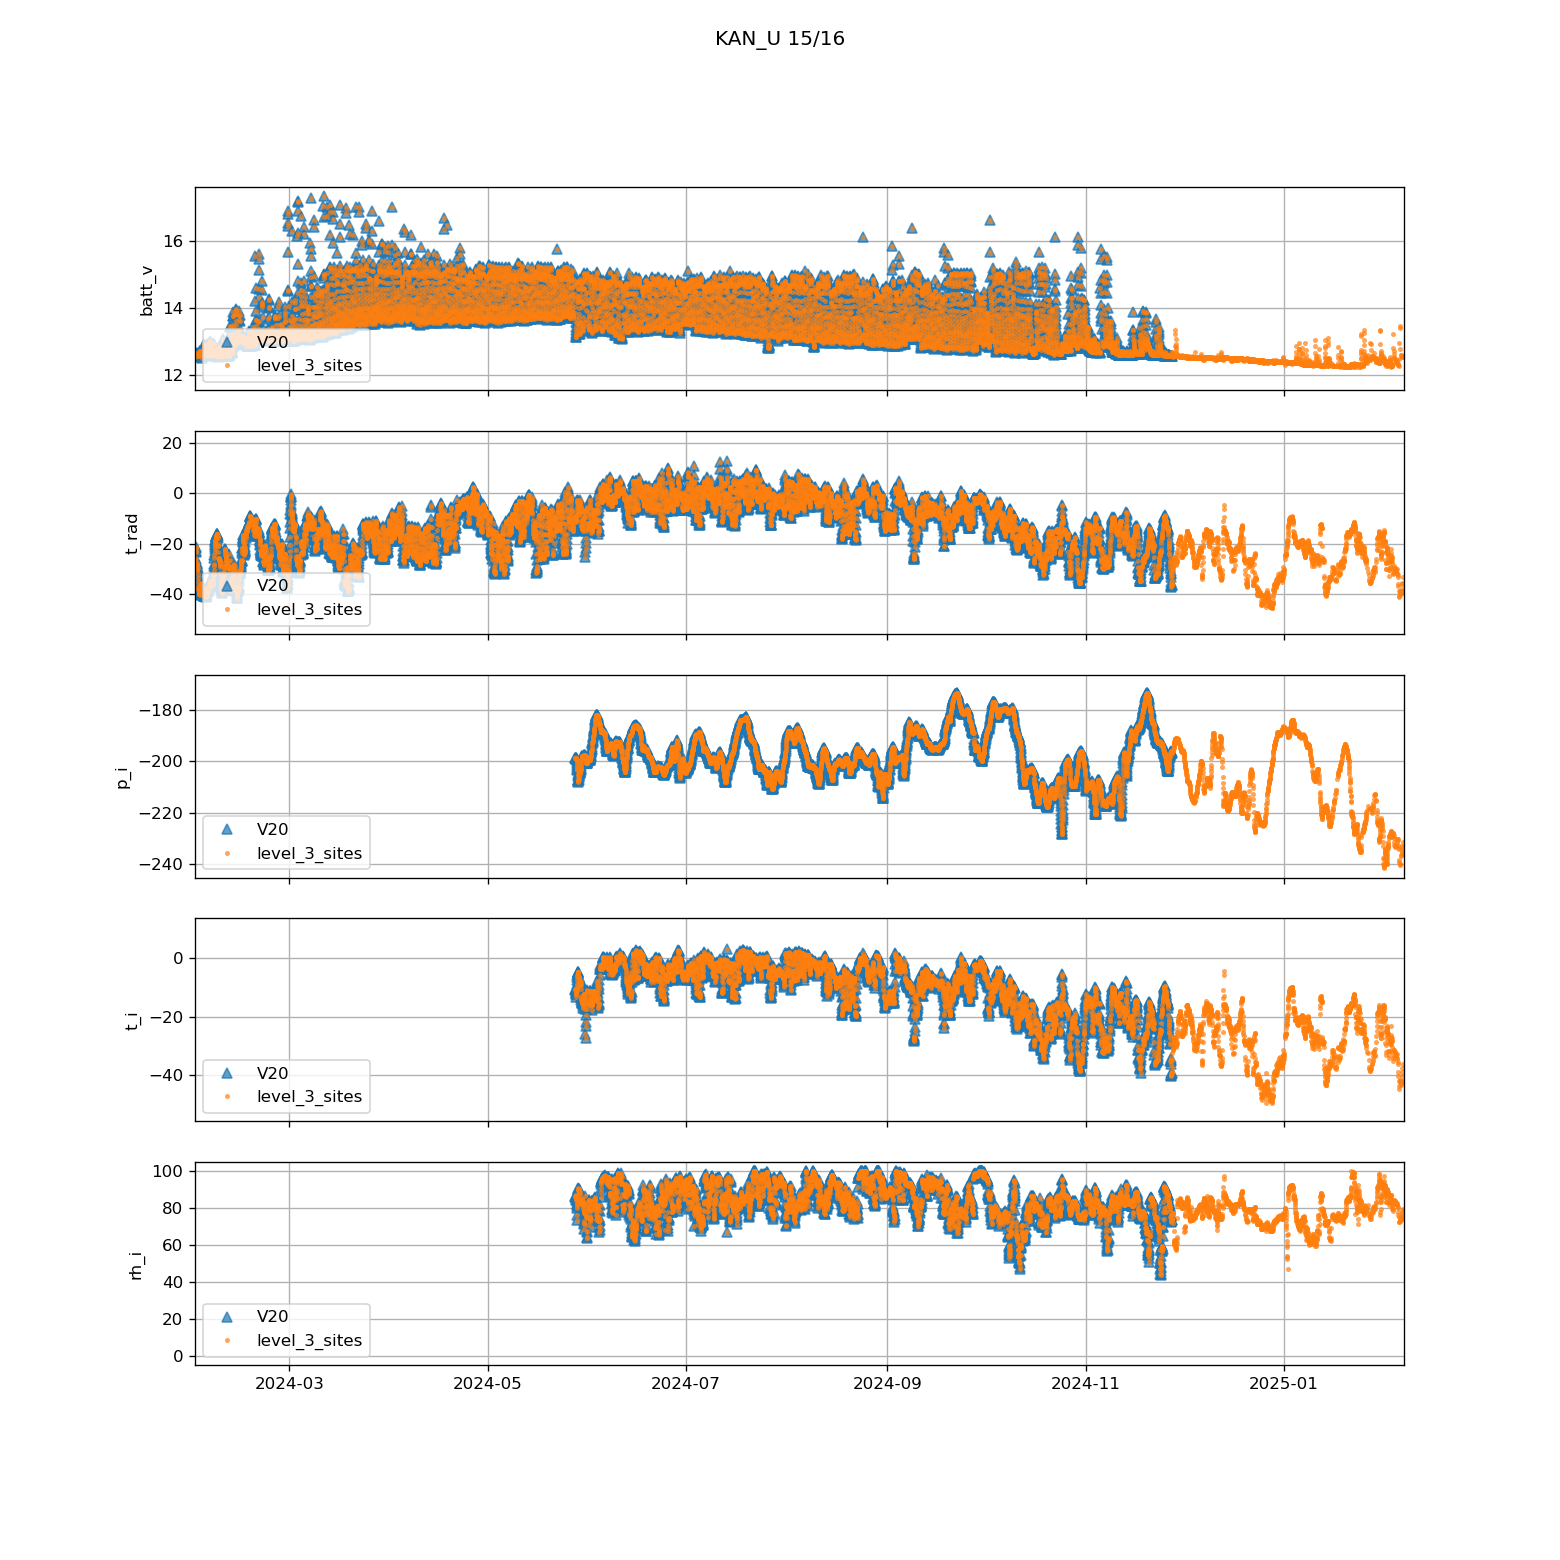 KAN_U 15/16
batt_v
16
14
12
V20
level_3_sites
t_rad
20
0
−20
−40
V20
level_3_sites
p_i
−180
−200
−220
−240
V20
level_3_sites
t_i
0
−20
−40
V20
level_3_sites
rh_i
100
80
60
40
20
0
V20
level_3_sites
2024-03 2024-05 2024-07 2024-09 2024-11 2025-01